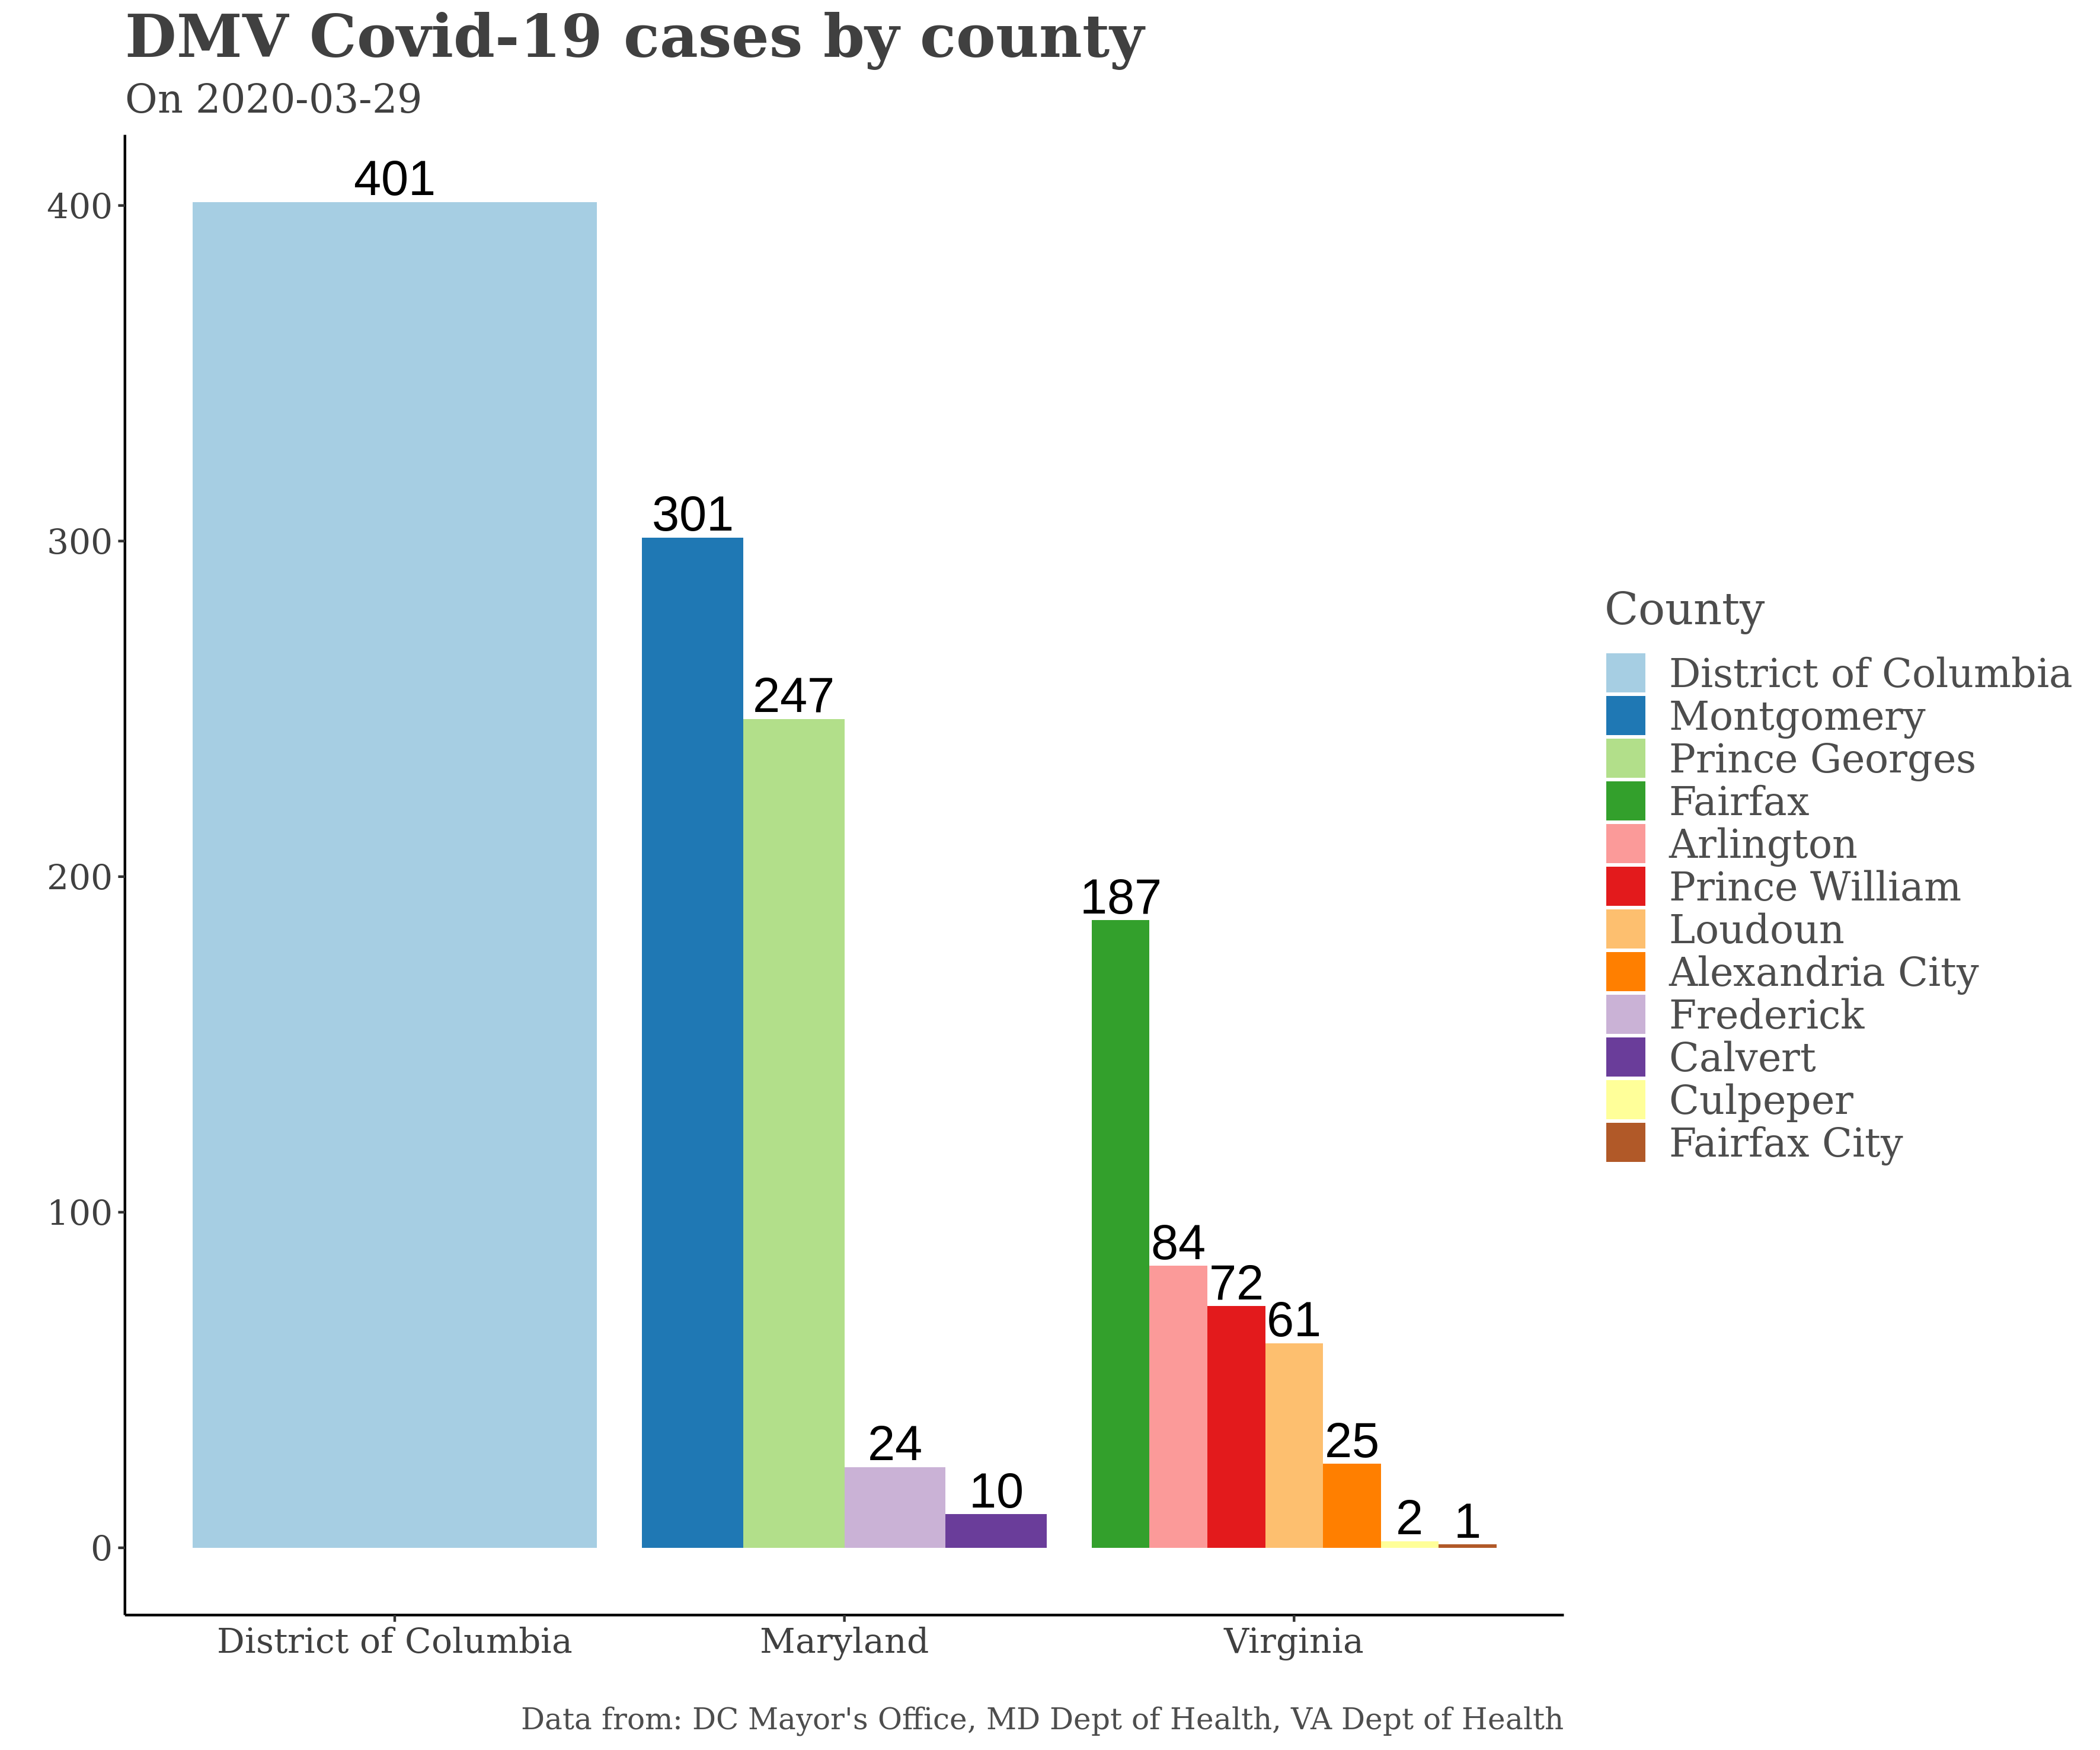 DMV Covid-19 cases by county
On 2020-03-29
401
400
301
300
247
200
187
100
84
72
61
24
25
10
2
1
0
District of Columbia
Maryland
Virginia
County
District of Columbia
Montgomery
Prince Georges
Fairfax
Arlington
Prince William
Loudoun
Alexandria City
Frederick
Calvert
Culpeper
Fairfax City
Data from: DC Mayor's Office, MD Dept of Health, VA Dept of Health